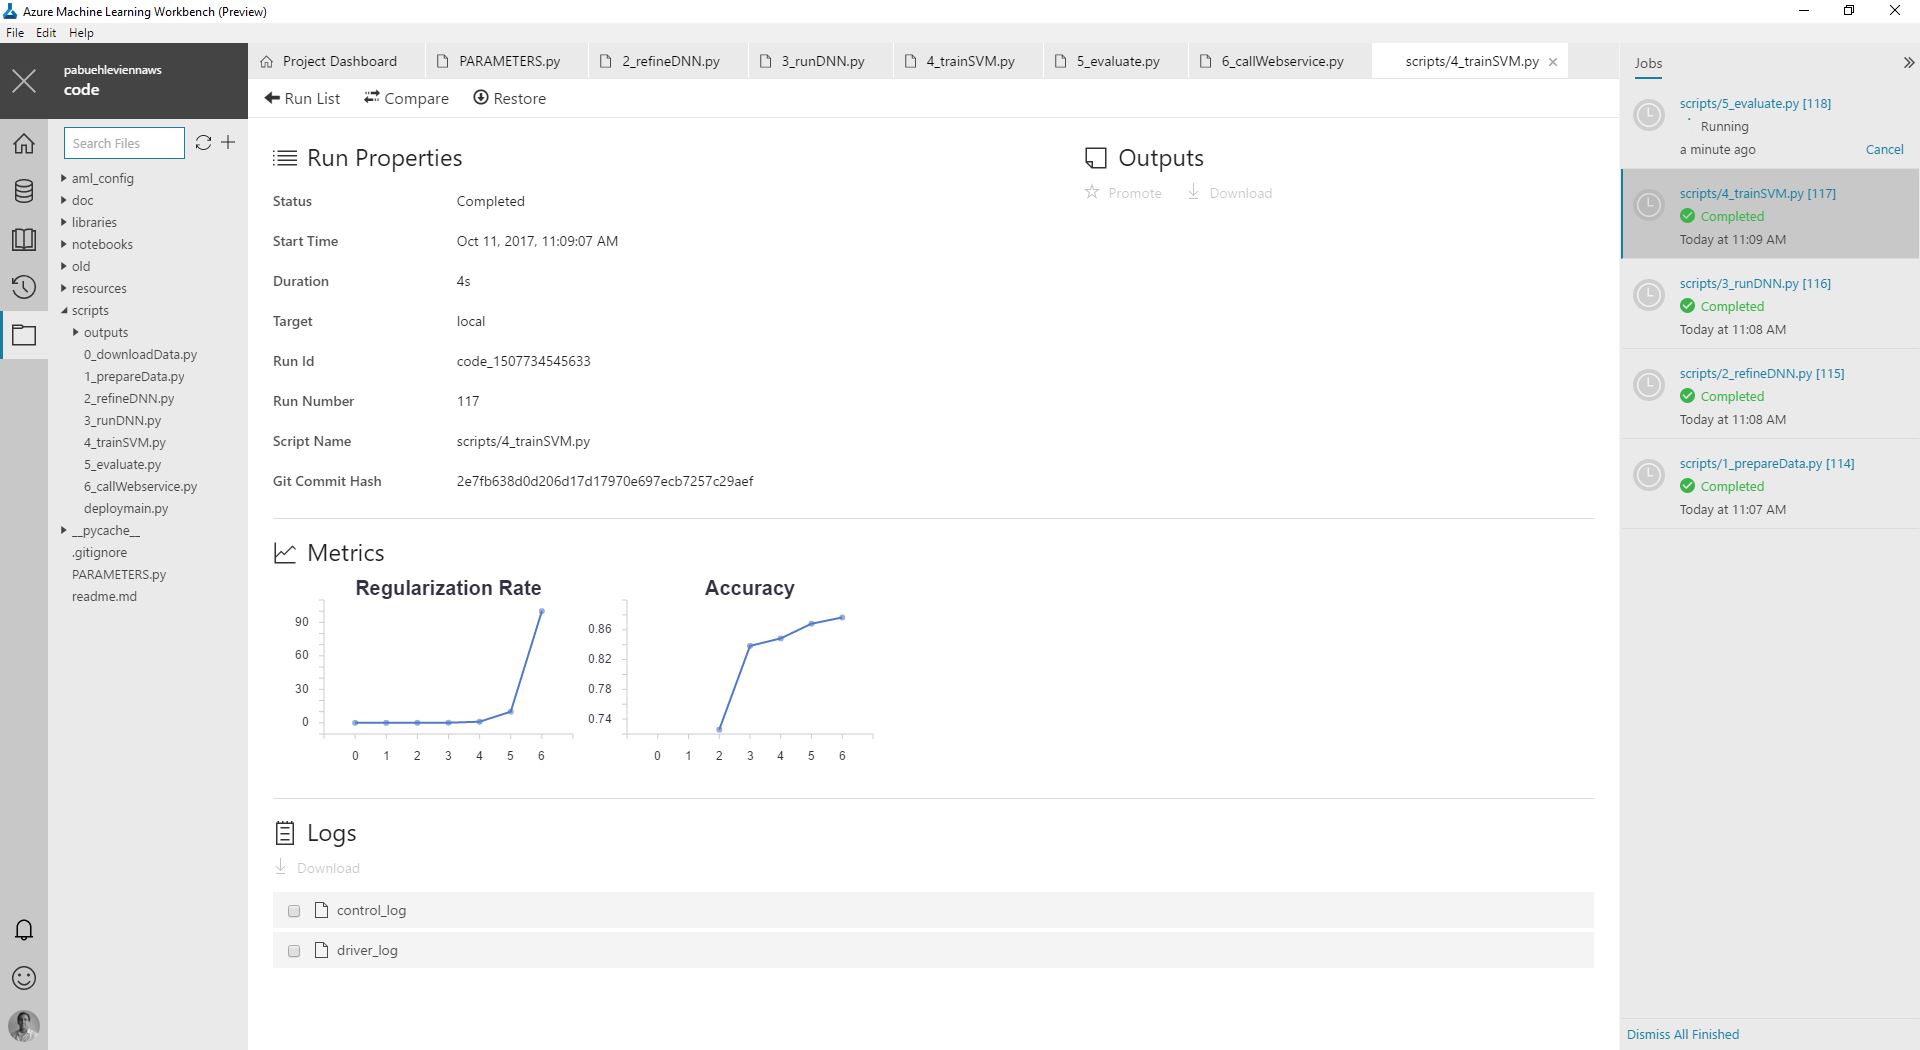 Azure Machine Learning Workbench (Preview)
File Edit Help
pabuehleviennaws
code
Search Files
aml_config
doc
libraries
notebooks
old
resources
scripts
outputs
0_downloadData.py
1_prepareData.py
2_refineDNN.py
3_runDNN.py
4_trainSVM.py
5_evaluate.py
6_callWebservice.py
deploymain.py
__pycache__
.gitignore
PARAMETERS.py
readme.md
Project Dashboard PARAMETERS.py 2_refineDNN.py 3_runDNN.py 4_trainSVM.py 5_evaluate.py 6_callWebservice.py scripts/4_trainSVM.py
Run List Compare Restore
Run Properties
Status Completed
Start Time Oct 11, 2017, 11:09:07 AM
Duration 4s
Target local
Run Id code_1507734545633
Run Number 117
Script Name scripts/4_trainSVM.py
Git Commit Hash 2e7fb638d0d206d17d17970e697ecb7257c29aef
Outputs
Promote Download
Metrics
Regularization Rate
90
60
30
0
0 1 2 3 4 5 6
Accuracy
0.86
0.82
0.78
0.74
0 1 2 3 4 5 6
Logs
Download
control_log
driver_log
Jobs
scripts/5_evaluate.py [118]
Running
a minute ago Cancel
scripts/4_trainSVM.py [117]
Completed
Today at 11:09 AM
scripts/3_runDNN.py [116]
Completed
Today at 11:08 AM
scripts/2_refineDNN.py [115]
Completed
Today at 11:08 AM
scripts/1_prepareData.py [114]
Completed
Today at 11:07 AM
Dismiss All Finished